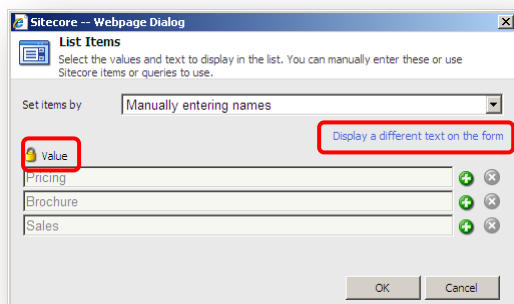 Sitecore -- Webpage Dialog
List Items
Select the values and text to display in the list. You can manually enter these or use
Sitecore items or queries to use.
Set items by Manually entering names
Display a different text on the form
Value
Pricing
Brochure
Sales
OK Cancel